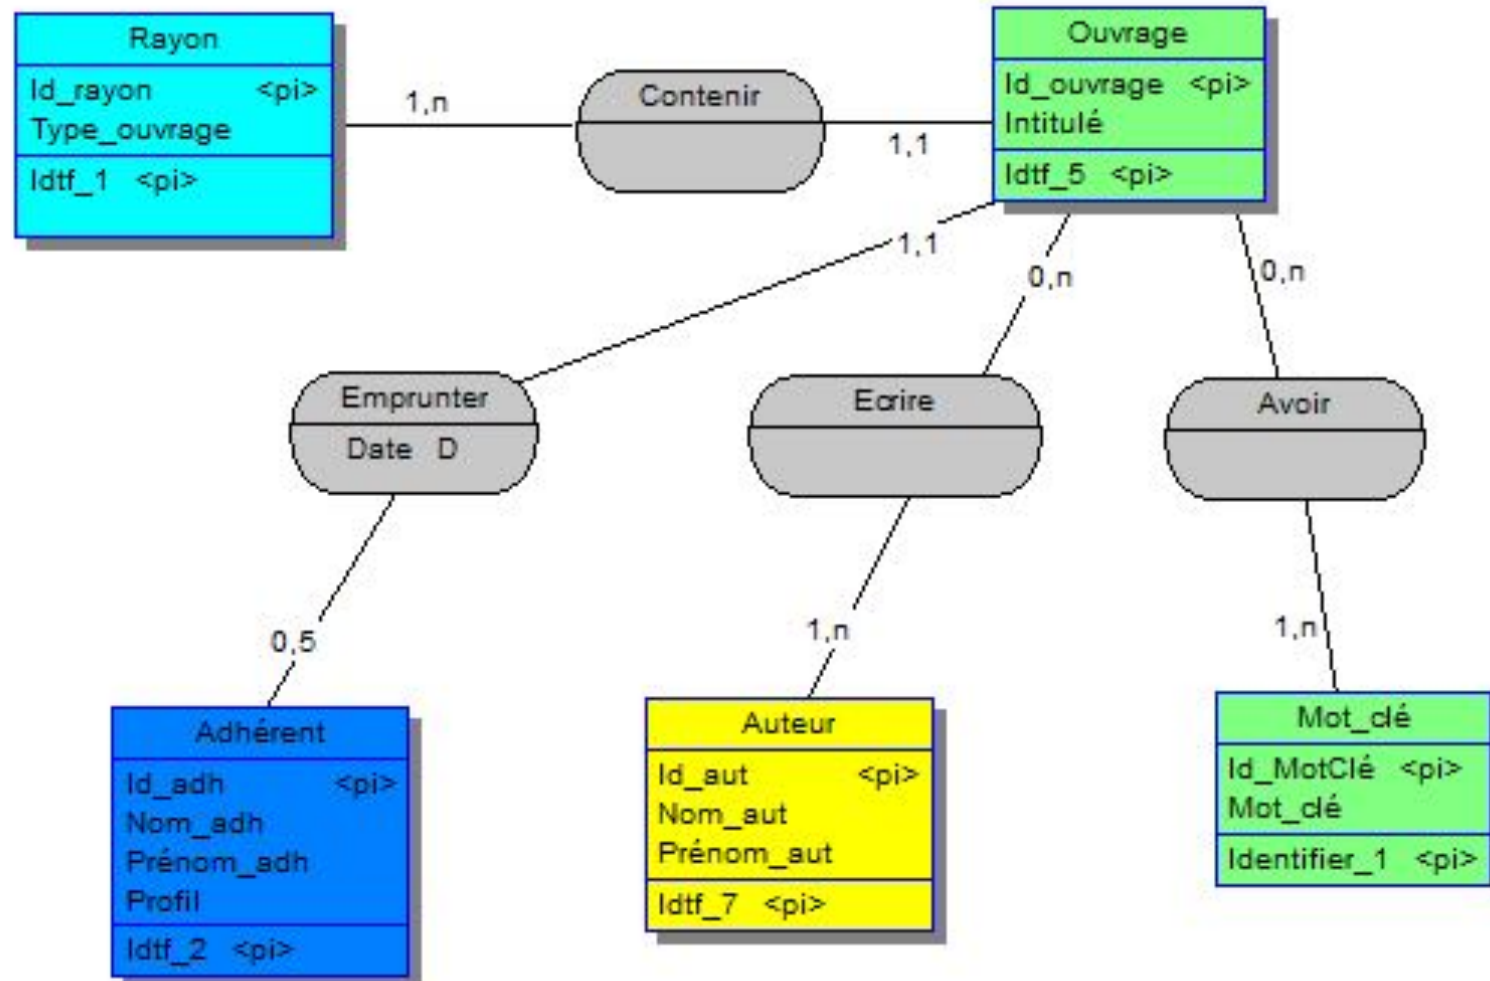 Rayon
Id_rayon <pi>
Type_ouvrage
Idtf_1 <pi>
1,n
Contenir
1,1
Ouvrage
Id_ouvrage <pi>
Intitulé
Idtf_5 <pi>
1,1
0,n
0,n
Emprunter
Date D
Ecrire
Avoir
0,5
1,n
1,n
Adhérent
Id_adh <pi>
Nom_adh
Prénom_adh
Profil
Idtf_2 <pi>
Auteur
Id_aut <pi>
Nom_aut
Prénom_aut
Idtf_7 <pi>
Mot_clé
Id_MotClé <pi>
Mot_clé
Identifier_1 <pi>